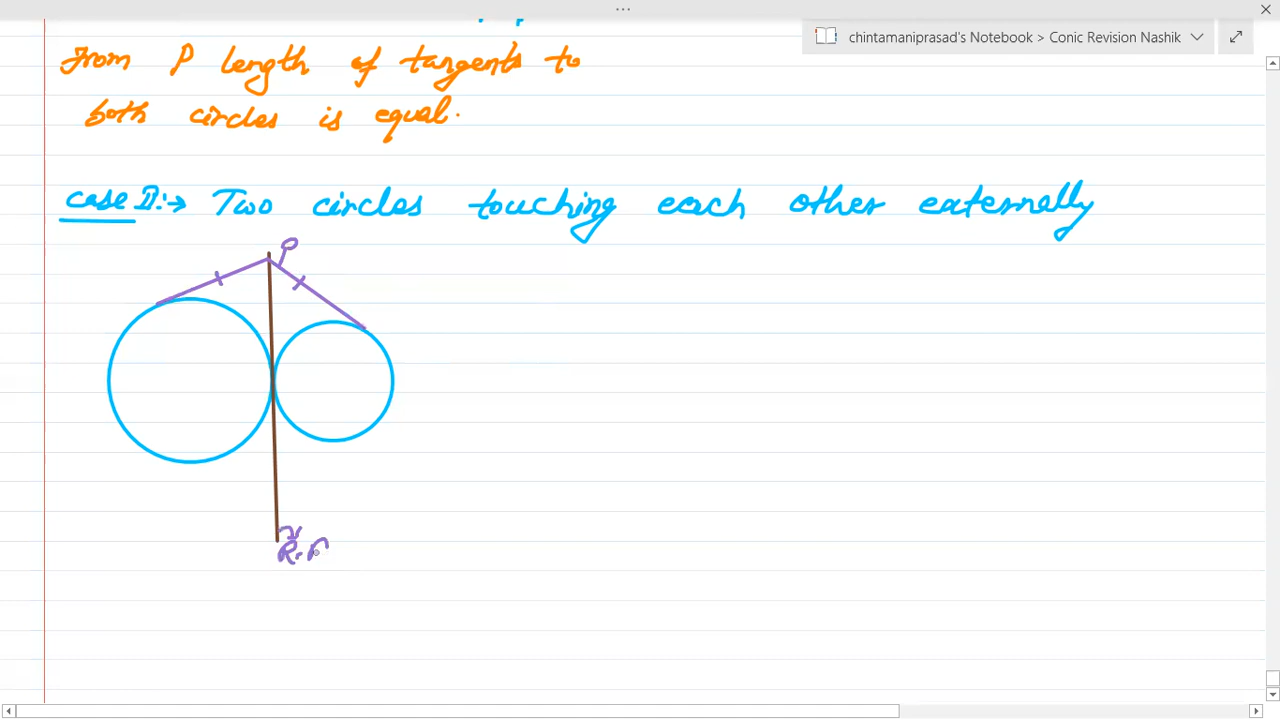 chintamaniprasad's Notebook > Conic Revision Nashik
From P length of tangents to
both circles is equal.
case II:→ Two circles touching each other externally
P